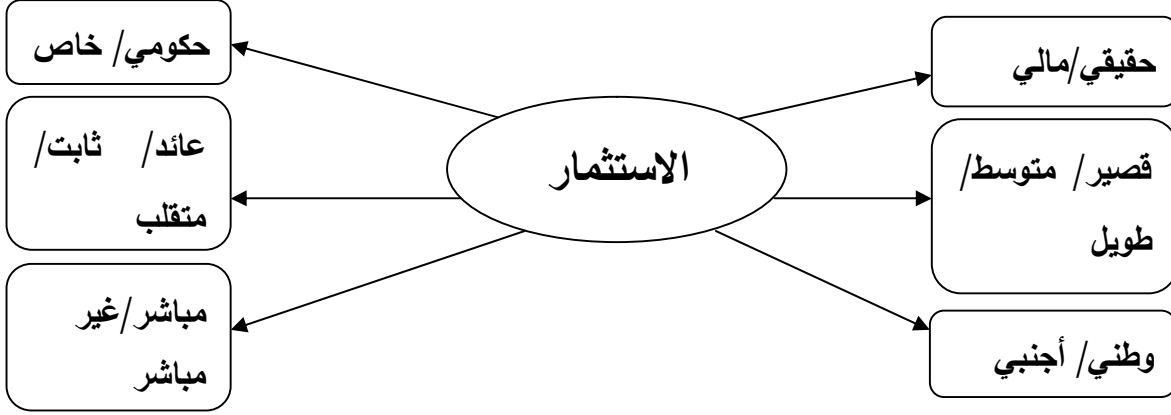 حقيقي/مالي
قصير/ متوسط/
طويل
وطني/ أجنبي
الاستثمار
حكومي/ خاص
عائد/ ثابت/
متقلب
مباشر/غير
مباشر